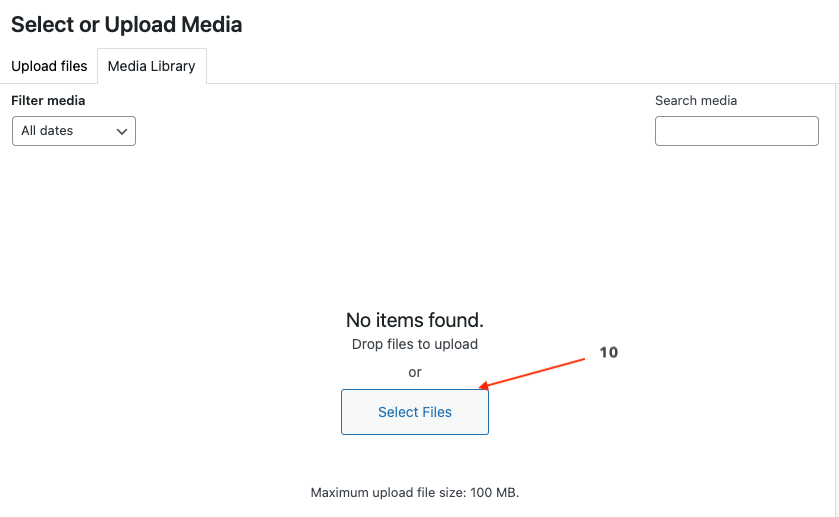 Select or Upload Media
Upload files
Media Library
Filter media
Search media
All dates
No items found.
Drop files to upload
or
10
Select Files
Maximum upload file size: 100 MB.